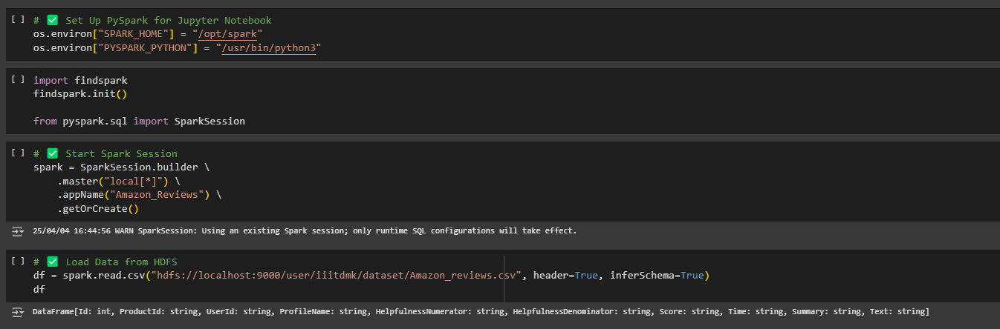 [ ] # ✅ Set Up PySpark for Jupyter Notebook
os.environ["SPARK_HOME"] = "/opt/spark"
os.environ["PYSPARK_PYTHON"] = "/usr/bin/python3"
[ ] import findspark
findspark.init()
from pyspark.sql import SparkSession
[ ] # ✅ Start Spark Session
spark = SparkSession.builder \
    .master("local[*]") \
    .appName("Amazon_Reviews") \
    .getOrCreate()
25/04/04 16:44:56 WARN SparkSession: Using an existing Spark session; only runtime SQL configurations will take effect.
[ ] # ✅ Load Data from HDFS
df = spark.read.csv("hdfs://localhost:9000/user/iiitdmk/dataset/Amazon_reviews.csv", header=True, inferSchema=True)
df
DataFrame[Id: int, ProductId: string, UserId: string, ProfileName: string, HelpfulnessNumerator: string, HelpfulnessDenominator: string, Score: string, Time: string, Summary: string, Text: string]